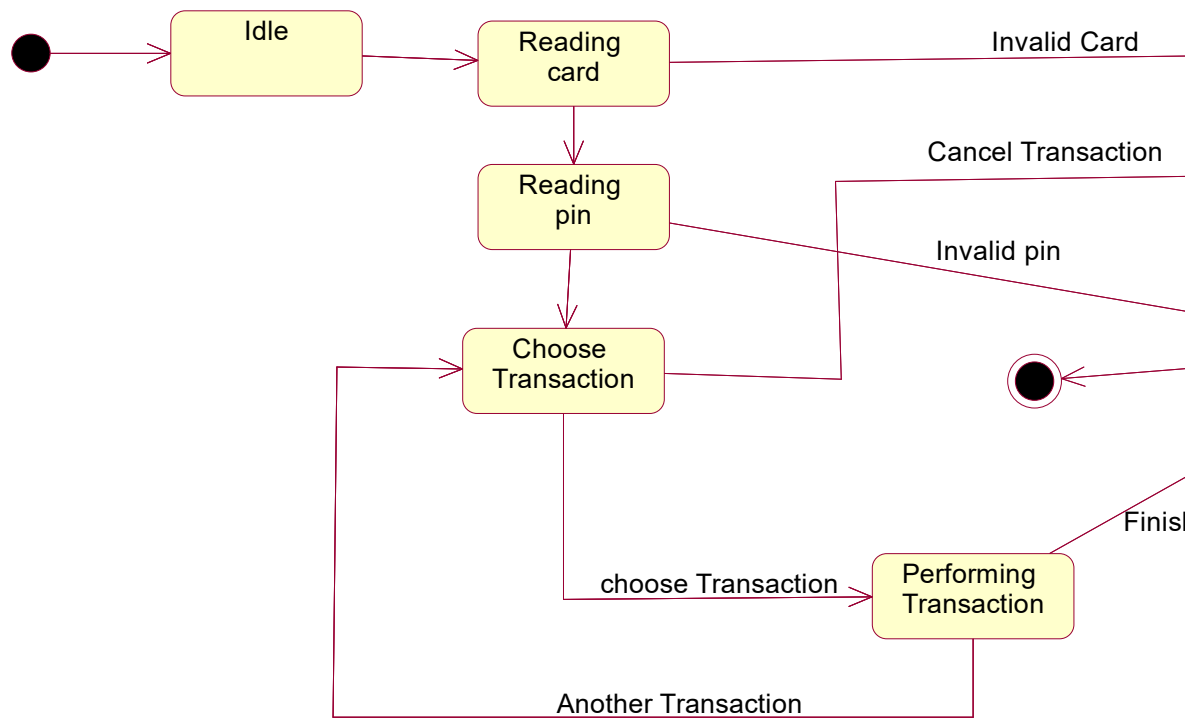 Idle
Reading
card
Invalid Card
Cancel Transaction
Reading
pin
Invalid pin
Choose
Transaction
choose Transaction
Performing
Transaction
Another Transaction